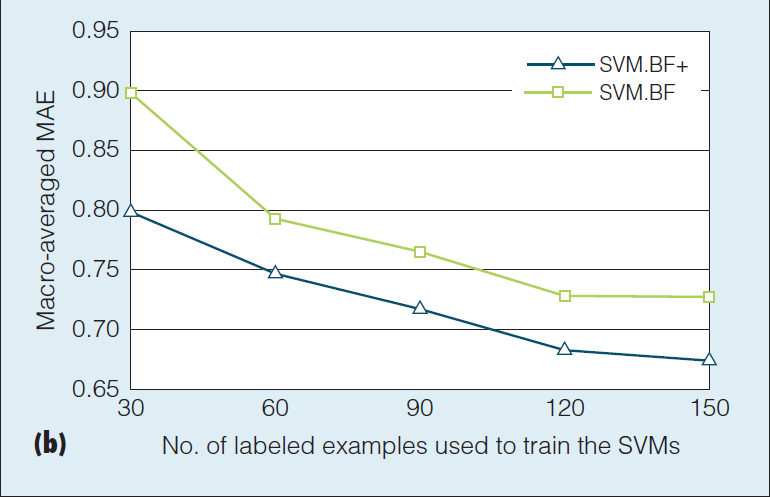 0.95
0.90
0.85
0.80
0.75
0.70
0.65
Macro-averaged MAE
SVM.BF+
SVM.BF
30 60 90 120 150
(b) No. of labeled examples used to train the SVMs